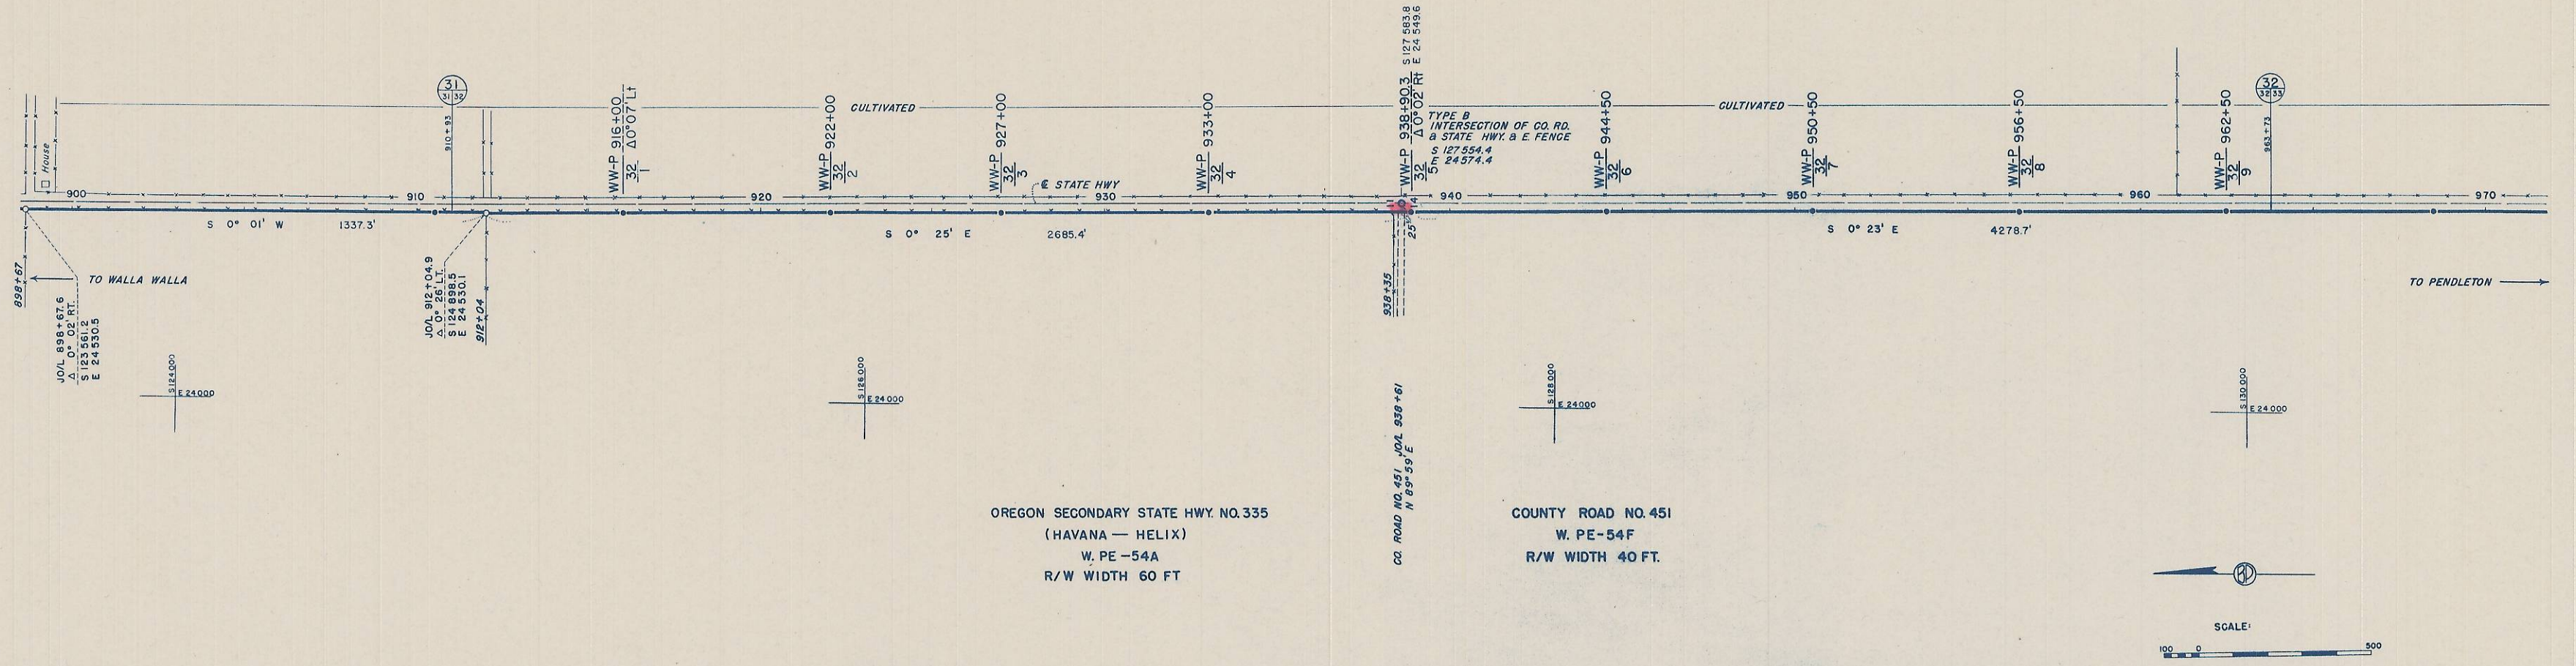 31
31 32
910+93
House
CULTIVATED
WW-P 916+00
32
1
Δ0°07' Lt
WW-P 922+00
32
2
WW-P 927+00
32
3
WW-P 933+00
32
4
WW-P 938+90.3
32
5
Δ 0°02' Rt
S 127 583.8
E 24 549.6
TYPE B
INTERSECTION OF CO. RD.
& STATE HWY. & E. FENCE
S 127 554.4
E 24 574.4
WW-P 944+50
32
6
CULTIVATED
WW-P 950+50
32
7
WW-P 956+50
32
8
WW-P 962+50
32
9
32
32 33
963+73
900
910
920
℄ STATE HWY
930
940
950
960
970
S 0° 01' W 1337.3'
S 0° 25' E 2685.4'
25'
S 0° 23' E 4278.7'
898+67
TO WALLA WALLA
JO/L 898+67.6
Δ 0° 02' RT.
S 123 561.2
E 24 530.5
JO/L 912+04.9
Δ 0° 26' LT.
S 124 898.5
E 24 530.1
912+04
938+35
TO PENDLETON
S 124 000
E 24 000
S 126 000
E 24 000
S 128 000
E 24 000
S 130 000
E 24 000
CO. ROAD NO. 451 JO/L 938+61
N 89° 59' E
OREGON SECONDARY STATE HWY. NO. 335
(HAVANA — HELIX)
W. PE-54A
R/W WIDTH 60 FT
COUNTY ROAD NO. 451
W. PE-54F
R/W WIDTH 40 FT.
SCALE:
100 0 500